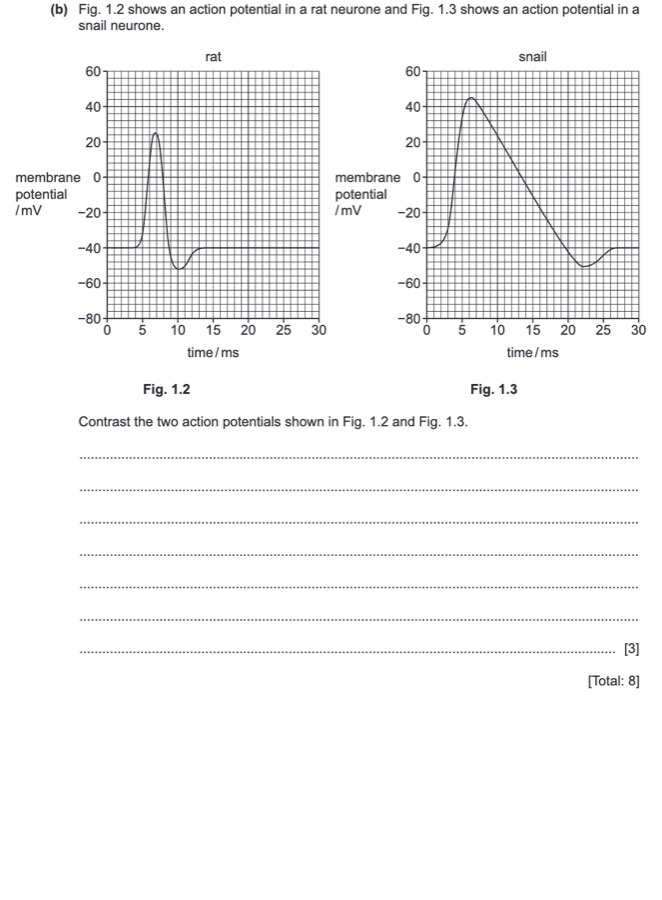 (b) Fig. 1.2 shows an action potential in a rat neurone and Fig. 1.3 shows an action potential in a
snail neurone.
rat
60
40
20
0
–20
–40
–60
–80
membrane
potential
/mV
0 5 10 15 20 25 30
time/ms
Fig. 1.2
snail
60
40
20
0
–20
–40
–60
–80
membrane
potential
/mV
0 5 10 15 20 25 30
time/ms
Fig. 1.3
Contrast the two action potentials shown in Fig. 1.2 and Fig. 1.3.
[3]
[Total: 8]